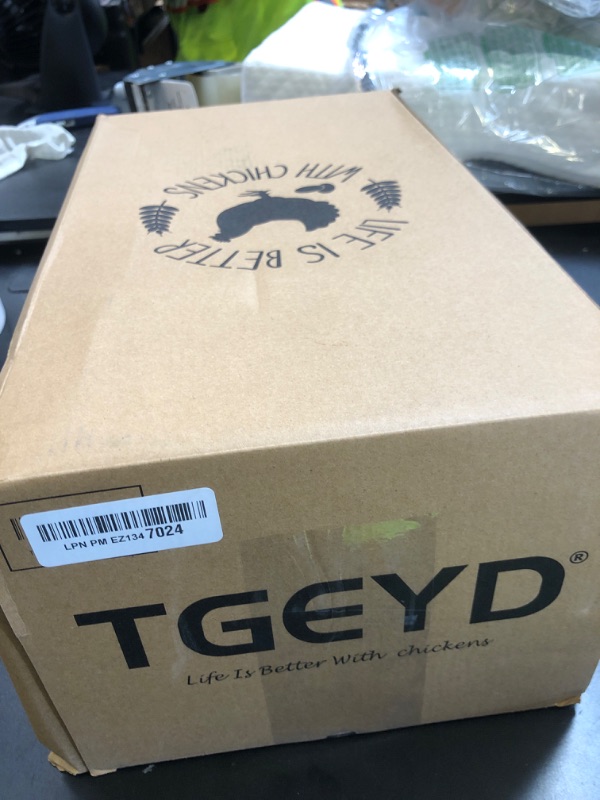 LIFE IS BETTER
WITH CHICKENS
LPN PM EZ1347024
TGEYD®
Life Is Better With chickens